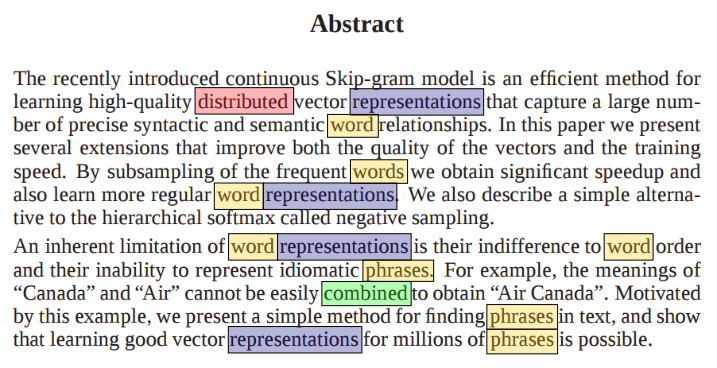 Abstract
The recently introduced continuous Skip-gram model is an efficient method for
learning high-quality distributed vector representations that capture a large num-
ber of precise syntactic and semantic word relationships. In this paper we present
several extensions that improve both the quality of the vectors and the training
speed. By subsampling of the frequent words we obtain significant speedup and
also learn more regular word representations. We also describe a simple alterna-
tive to the hierarchical softmax called negative sampling.
An inherent limitation of word representations is their indifference to word order
and their inability to represent idiomatic phrases. For example, the meanings of
“Canada” and “Air” cannot be easily combined to obtain “Air Canada”. Motivated
by this example, we present a simple method for finding phrases in text, and show
that learning good vector representations for millions of phrases is possible.